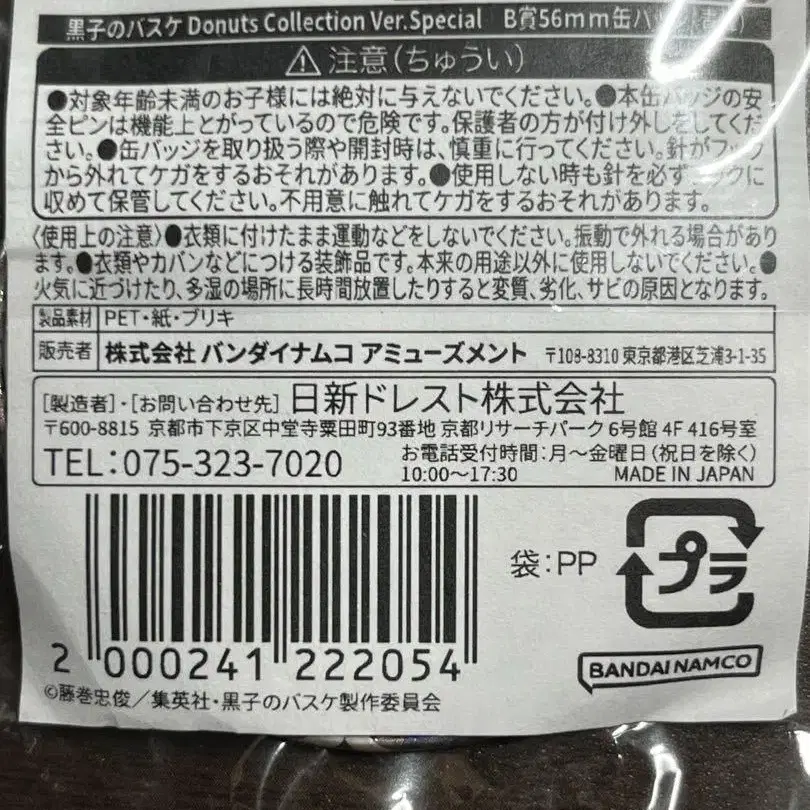 黒子のバスケ Donuts Collection Ver.Special B賞56mm缶バッジ
注意(ちゅうい)
●対象年齢未満のお子様には絶対に与えないでください。●本缶バッジの安
全ピンは機能上とがっているので危険です。保護者の方が付け外しをしてくだ
さい。●缶バッジを取り扱う際や開封時は、慎重に行ってください。針がフック
から外れてケガをするおそれがあります。●使用しない時も針を必ずフックに
収めて保管してください。不用意に触れてケガをするおそれがあります。
〈使用上の注意〉●衣類に付けたまま運動などをしないでください。振動で外れる場合があり
ます。●衣類やカバンなどにつける装飾品です。本来の用途以外に使用しないでください。●
火気に近づけたり、多湿の場所に長時間放置したりすると変質、劣化、サビの原因となります。
製品素材 PET・紙・ブリキ
販売者 株式会社 バンダイナムコ アミューズメント 〒108-8310 東京都港区芝浦3-1-35
[製造者]・[お問い合わせ先] 日新ドレスト株式会社
〒600-8815 京都市下京区中堂寺粟田町93番地 京都リサーチパーク 6号館 4F 416号室
TEL:075-323-7020 お電話受付時間:月〜金曜日(祝日を除く)
10:00〜17:30 MADE IN JAPAN
袋:PP
プラ
2 000241 222054
BANDAI NAMCO
©藤巻忠俊/集英社・黒子のバスケ製作委員会